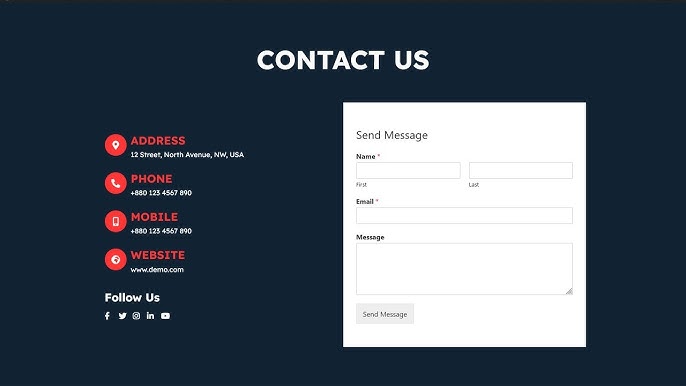 CONTACT US
ADDRESS
12 Street, North Avenue, NW, USA
PHONE
+880 123 4567 890
MOBILE
+880 123 4567 890
WEBSITE
www.demo.com
Follow Us
Send Message
Name *
First Last
Email *
Message
Send Message